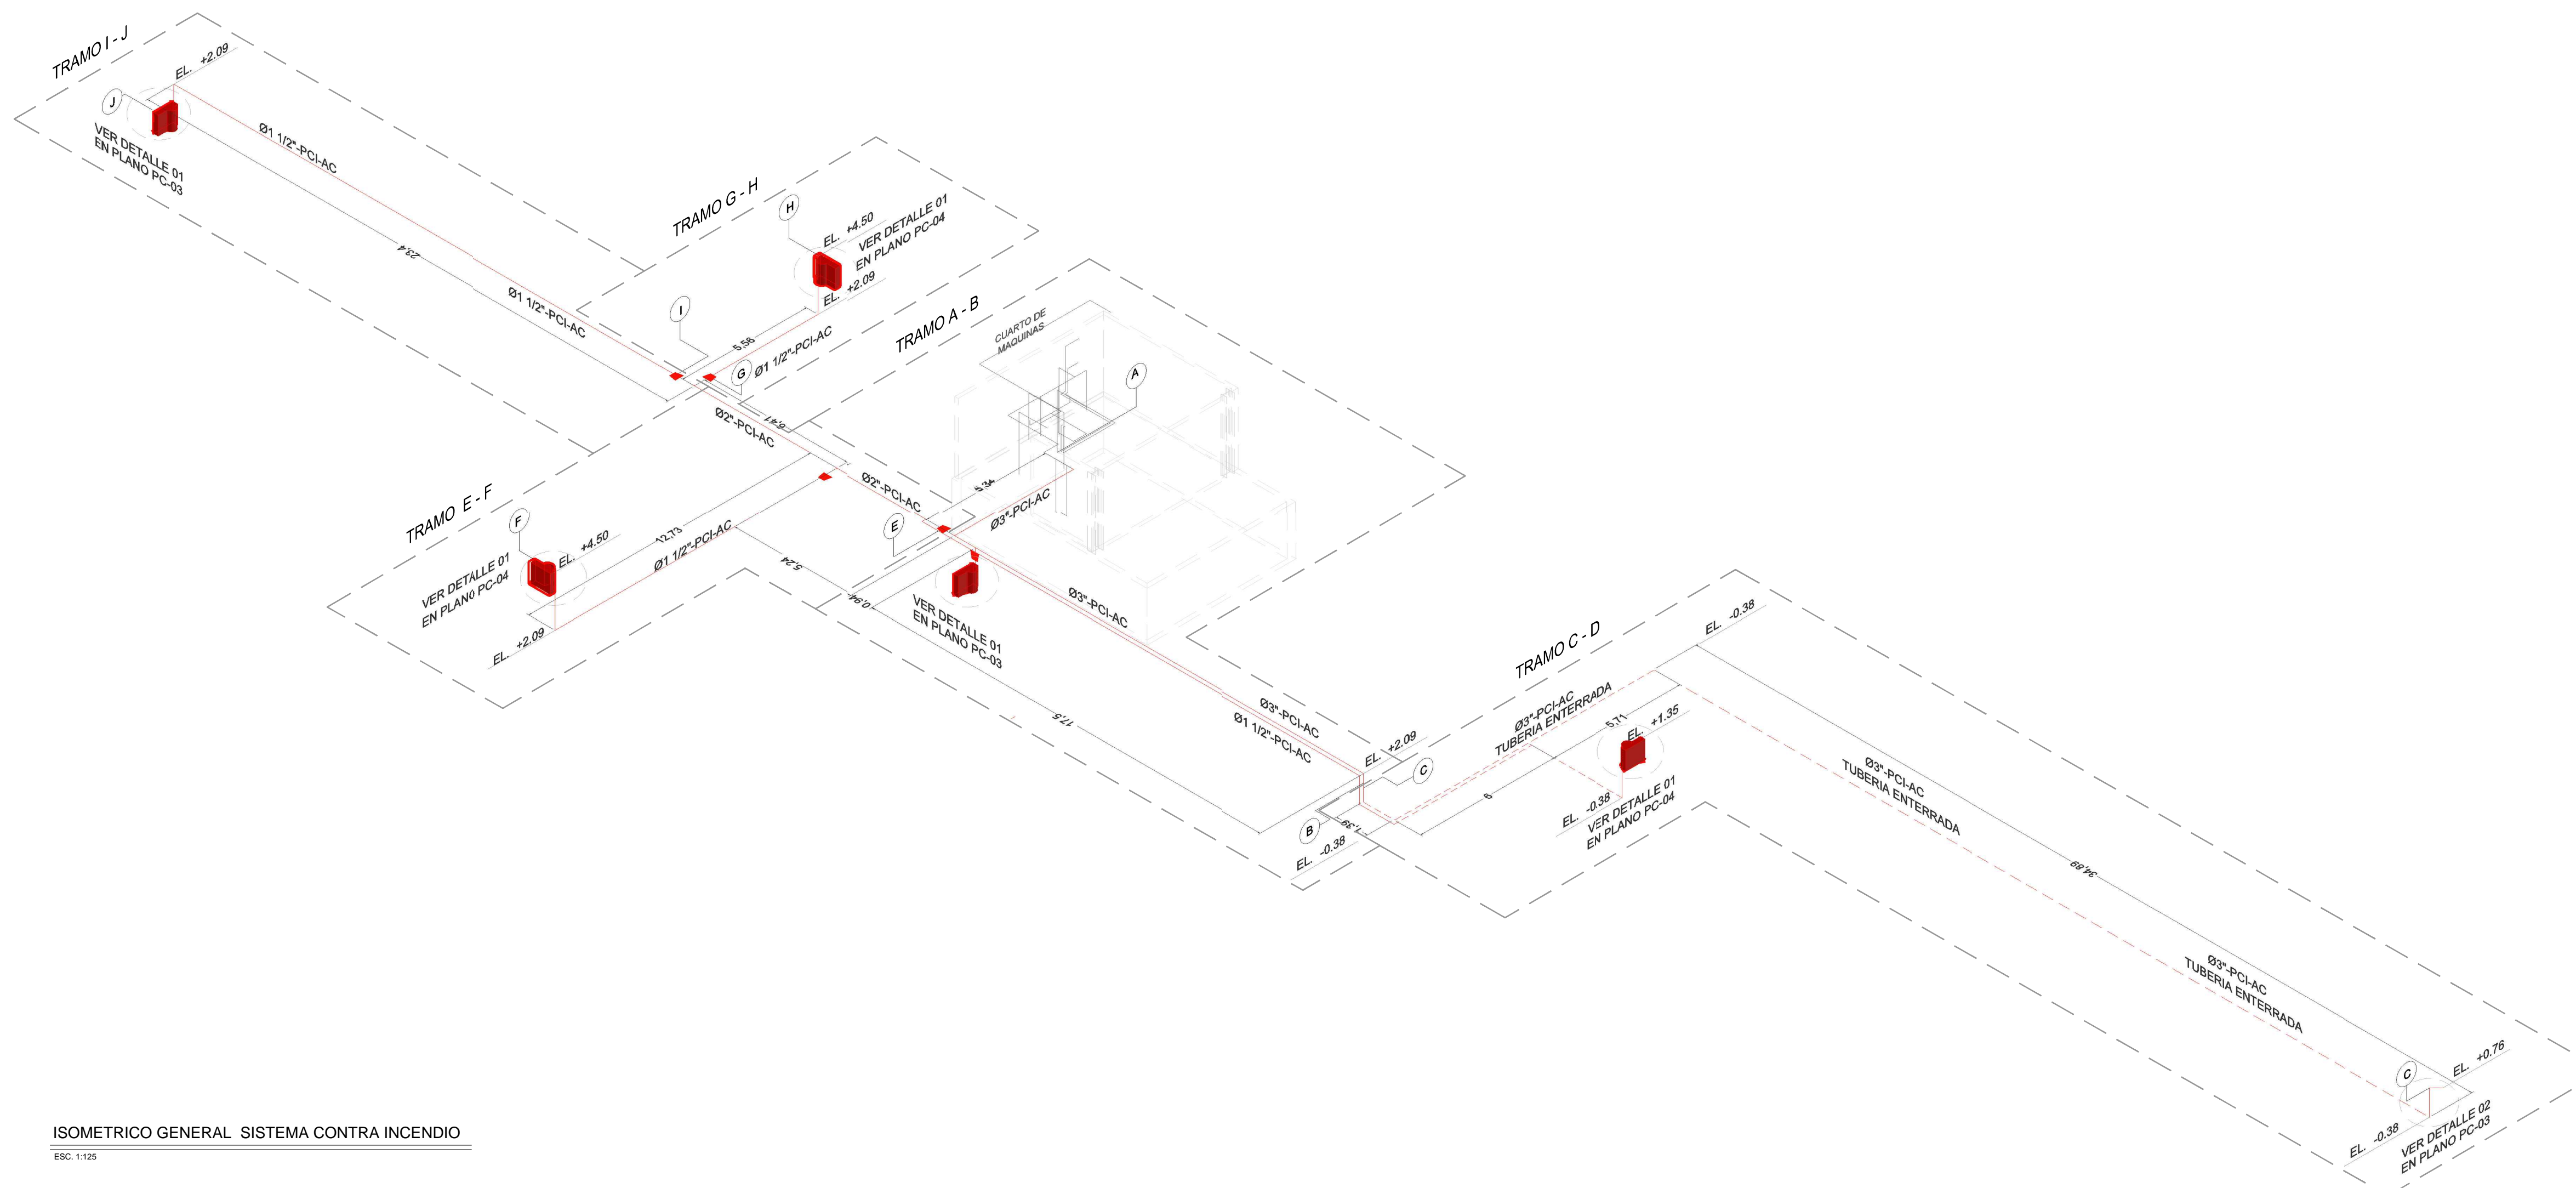 TRAMO I - J
EL. +2.09
J
VER DETALLE 01
EN PLANO PC-03
Ø1 1/2"-PCI-AC
23,4
Ø1 1/2"-PCI-AC
TRAMO G - H
H
EL. +4.50
VER DETALLE 01
EN PLANO PC-04
EL. +2.09
I
5,56
Ø1 1/2"-PCI-AC
G
TRAMO A - B
CUARTO DE
MAQUINAS
A
6,41
Ø2"-PCI-AC
Ø2"-PCI-AC
5.34
Ø3"-PCI-AC
E
TRAMO E - F
F
EL. +4.50
VER DETALLE 01
EN PLANO PC-04
12,73
Ø1 1/2"-PCI-AC
EL. +2.09
5,24
0,94
VER DETALLE 01
EN PLANO PC-03
Ø3"-PCI-AC
17,5
Ø3"-PCI-AC
Ø1 1/2"-PCI-AC
EL. +2.09
C
B
1,39
EL. -0.38
TRAMO C - D
EL. -0.38
Ø3"-PCI-AC
TUBERIA ENTERRADA
5,71
EL. +1.35
6
EL. -0.38
VER DETALLE 01
EN PLANO PC-04
Ø3"-PCI-AC
TUBERIA ENTERRADA
34,89
Ø3"-PCI-AC
TUBERIA ENTERRADA
C
EL. +0.76
EL. -0.38
VER DETALLE 02
EN PLANO PC-03
ISOMETRICO GENERAL SISTEMA CONTRA INCENDIO
ESC. 1:125